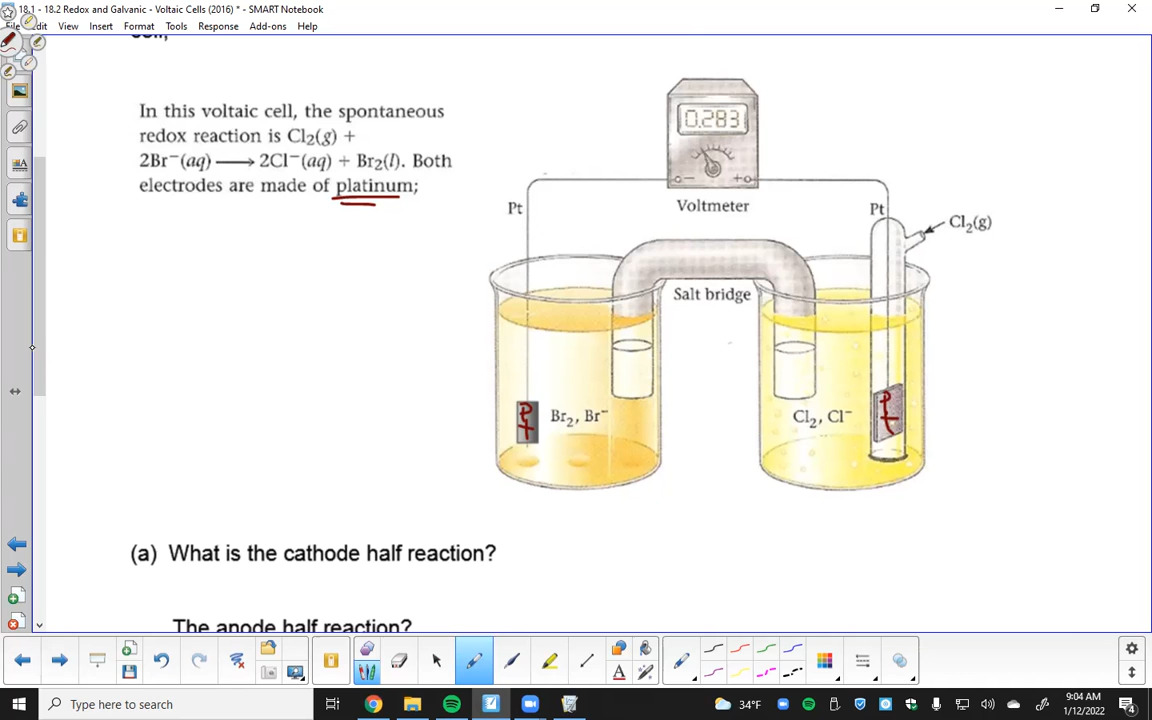 18.1 - 18.2 Redox and Galvanic - Voltaic Cells (2016) * - SMART Notebook
File Edit View Insert Format Tools Response Add-ons Help
cell,
In this voltaic cell, the spontaneous
redox reaction is Cl₂(g) +
2Br⁻(aq) ⟶ 2Cl⁻(aq) + Br₂(l). Both
electrodes are made of platinum;
0.283
- +
Voltmeter
Pt
Pt
Cl₂(g)
Salt bridge
Pt
Br₂, Br⁻
Cl₂, Cl⁻
Pt
(a) What is the cathode half reaction?
The anode half reaction?
A
Type here to search
34°F
9:04 AM
1/12/2022
4